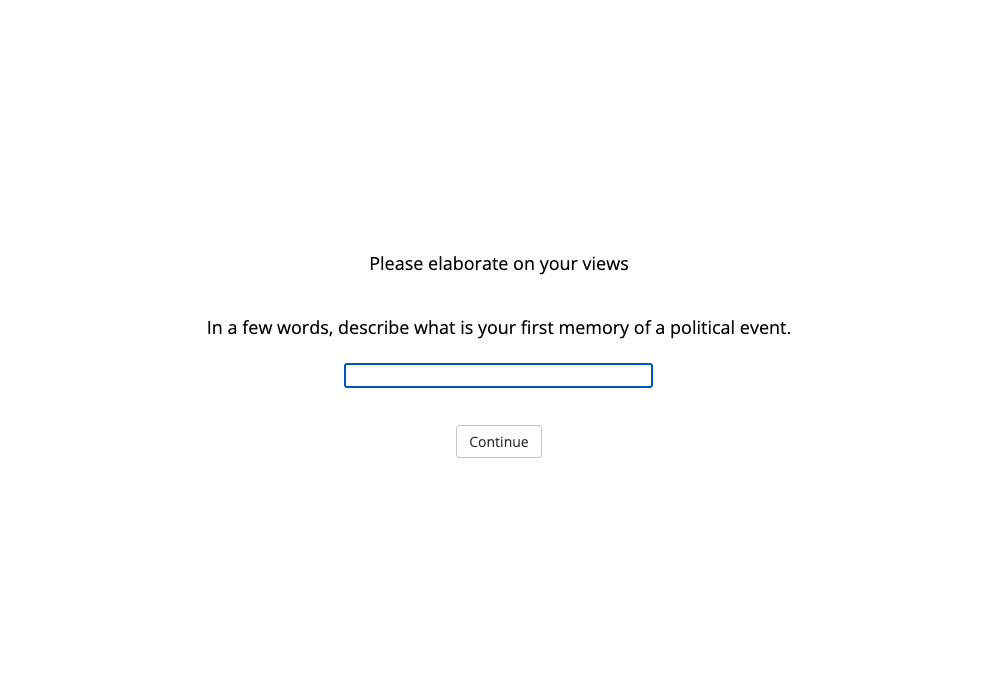 Please elaborate on your views
In a few words, describe what is your first memory of a political event.
Continue